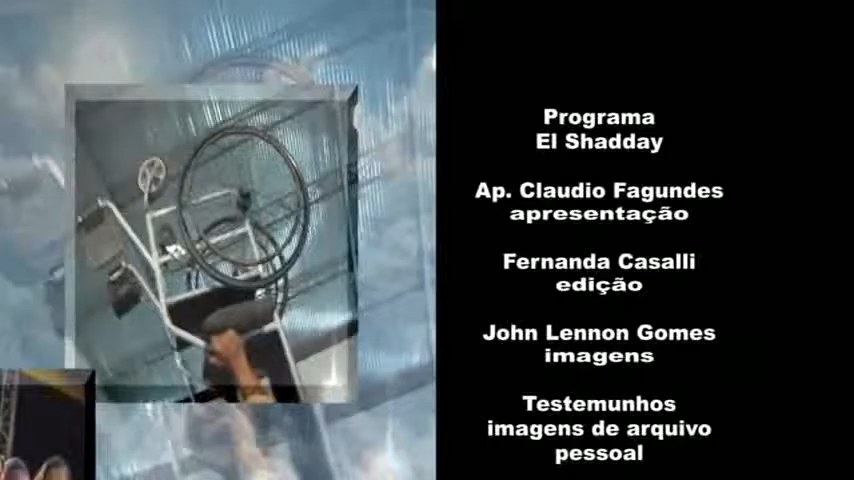 Programa
El Shadday
Ap. Claudio Fagundes
apresentação
Fernanda Casalli
edição
John Lennon Gomes
imagens
Testemunhos
imagens de arquivo
pessoal